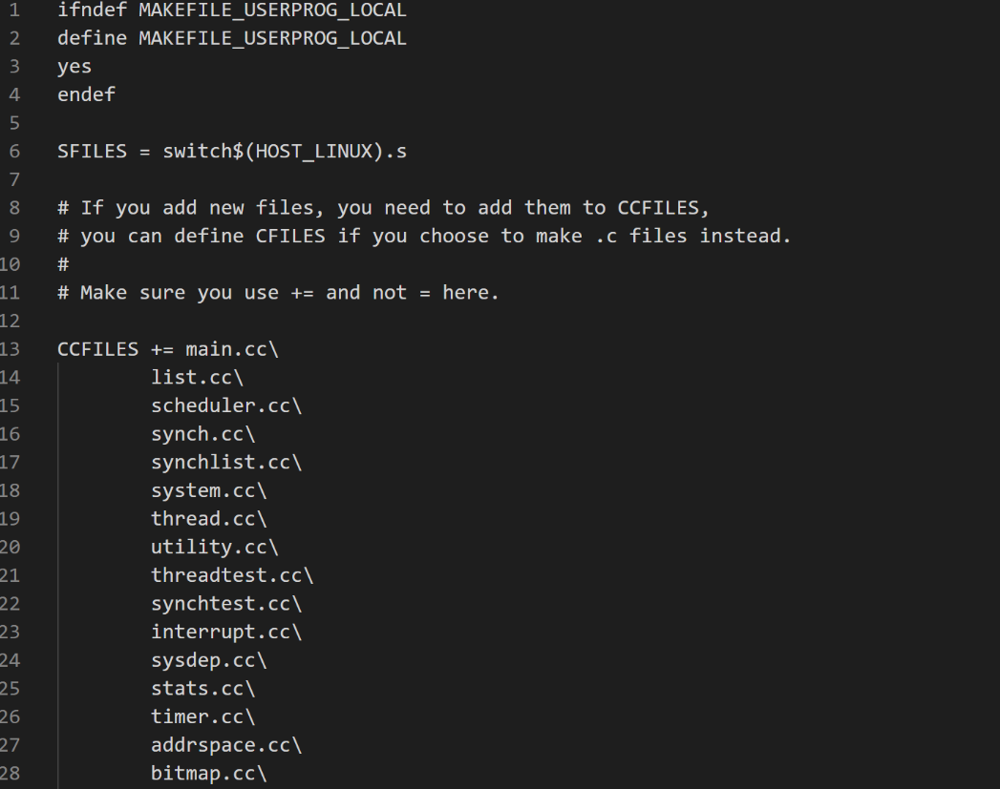 1 ifndef MAKEFILE_USERPROG_LOCAL
2 define MAKEFILE_USERPROG_LOCAL
3 yes
4 endef
5
6 SFILES = switch$(HOST_LINUX).s
7
8 # If you add new files, you need to add them to CCFILES,
9 # you can define CFILES if you choose to make .c files instead.
10 #
11 # Make sure you use += and not = here.
12
13 CCFILES += main.cc\
14 list.cc\
15 scheduler.cc\
16 synch.cc\
17 synchlist.cc\
18 system.cc\
19 thread.cc\
20 utility.cc\
21 threadtest.cc\
22 synchtest.cc\
23 interrupt.cc\
24 sysdep.cc\
25 stats.cc\
26 timer.cc\
27 addrspace.cc\
28 bitmap.cc\